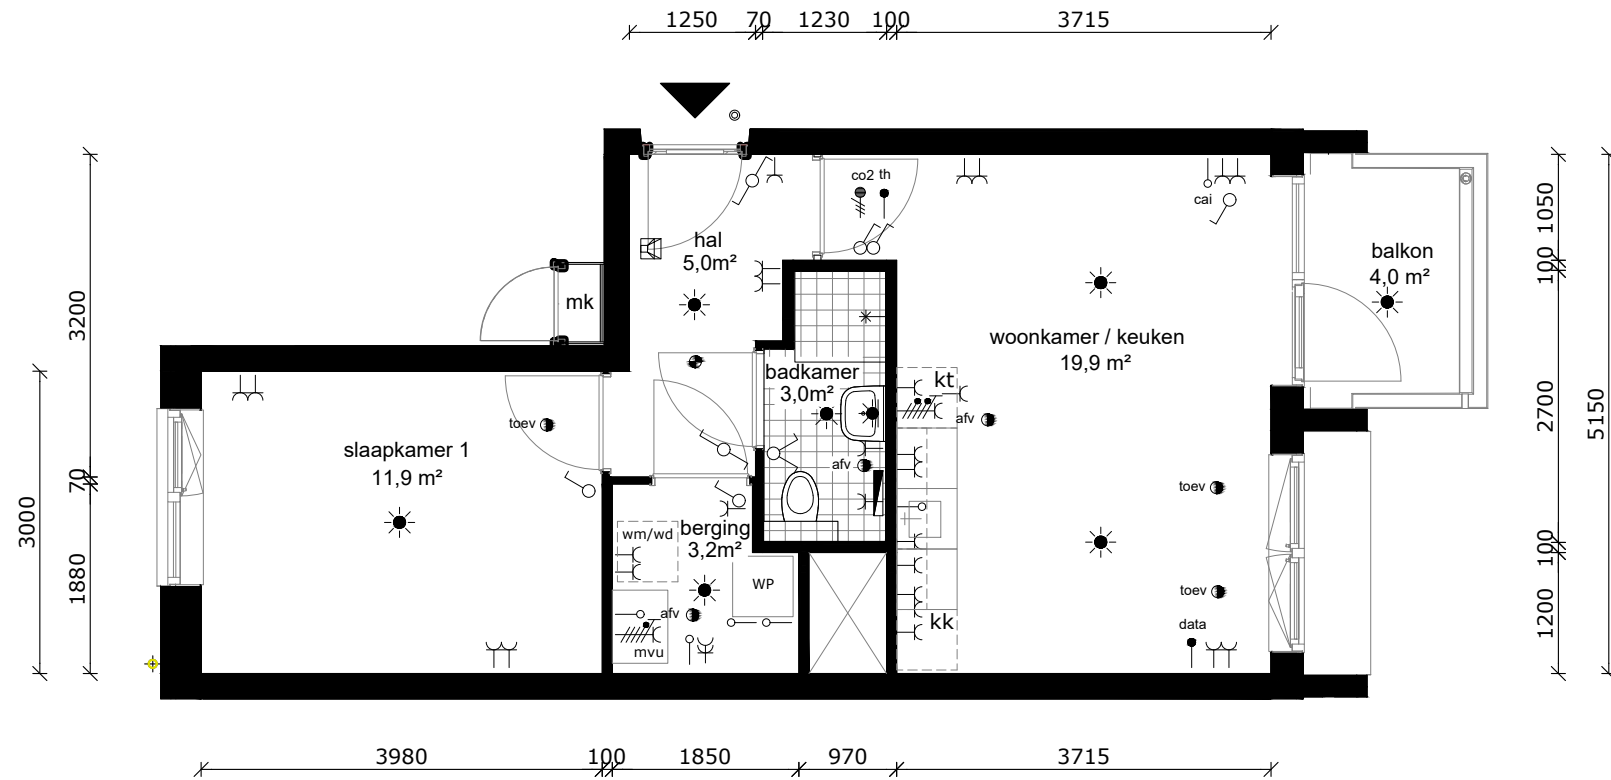 1250 70 1230 100 3715
co2 th
cai
hal
5,0m²
balkon
4,0 m²
mk
woonkamer / keuken
19,9 m²
badkamer
3,0m²
kt
afv
toev
slaapkamer 1
11,9 m²
afv
toev
berging
3,2m²
wm/wd
WP
afv
mvu
toev
data
kk
3200
70
1880
3000
1050
100
2700
100
1200
5150
3980 100 1850 970 3715